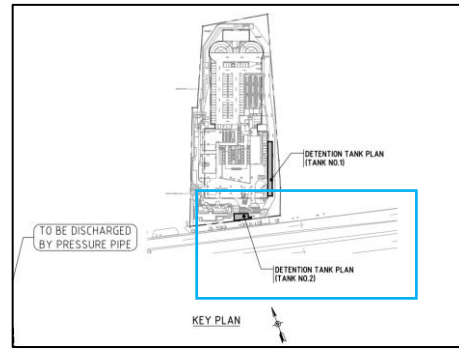 DETENTION TANK PLAN
(TANK NO.1)
TO BE DISCHARGED
BY PRESSURE PIPE
DETENTION TANK PLAN
(TANK NO.2)
KEY PLAN